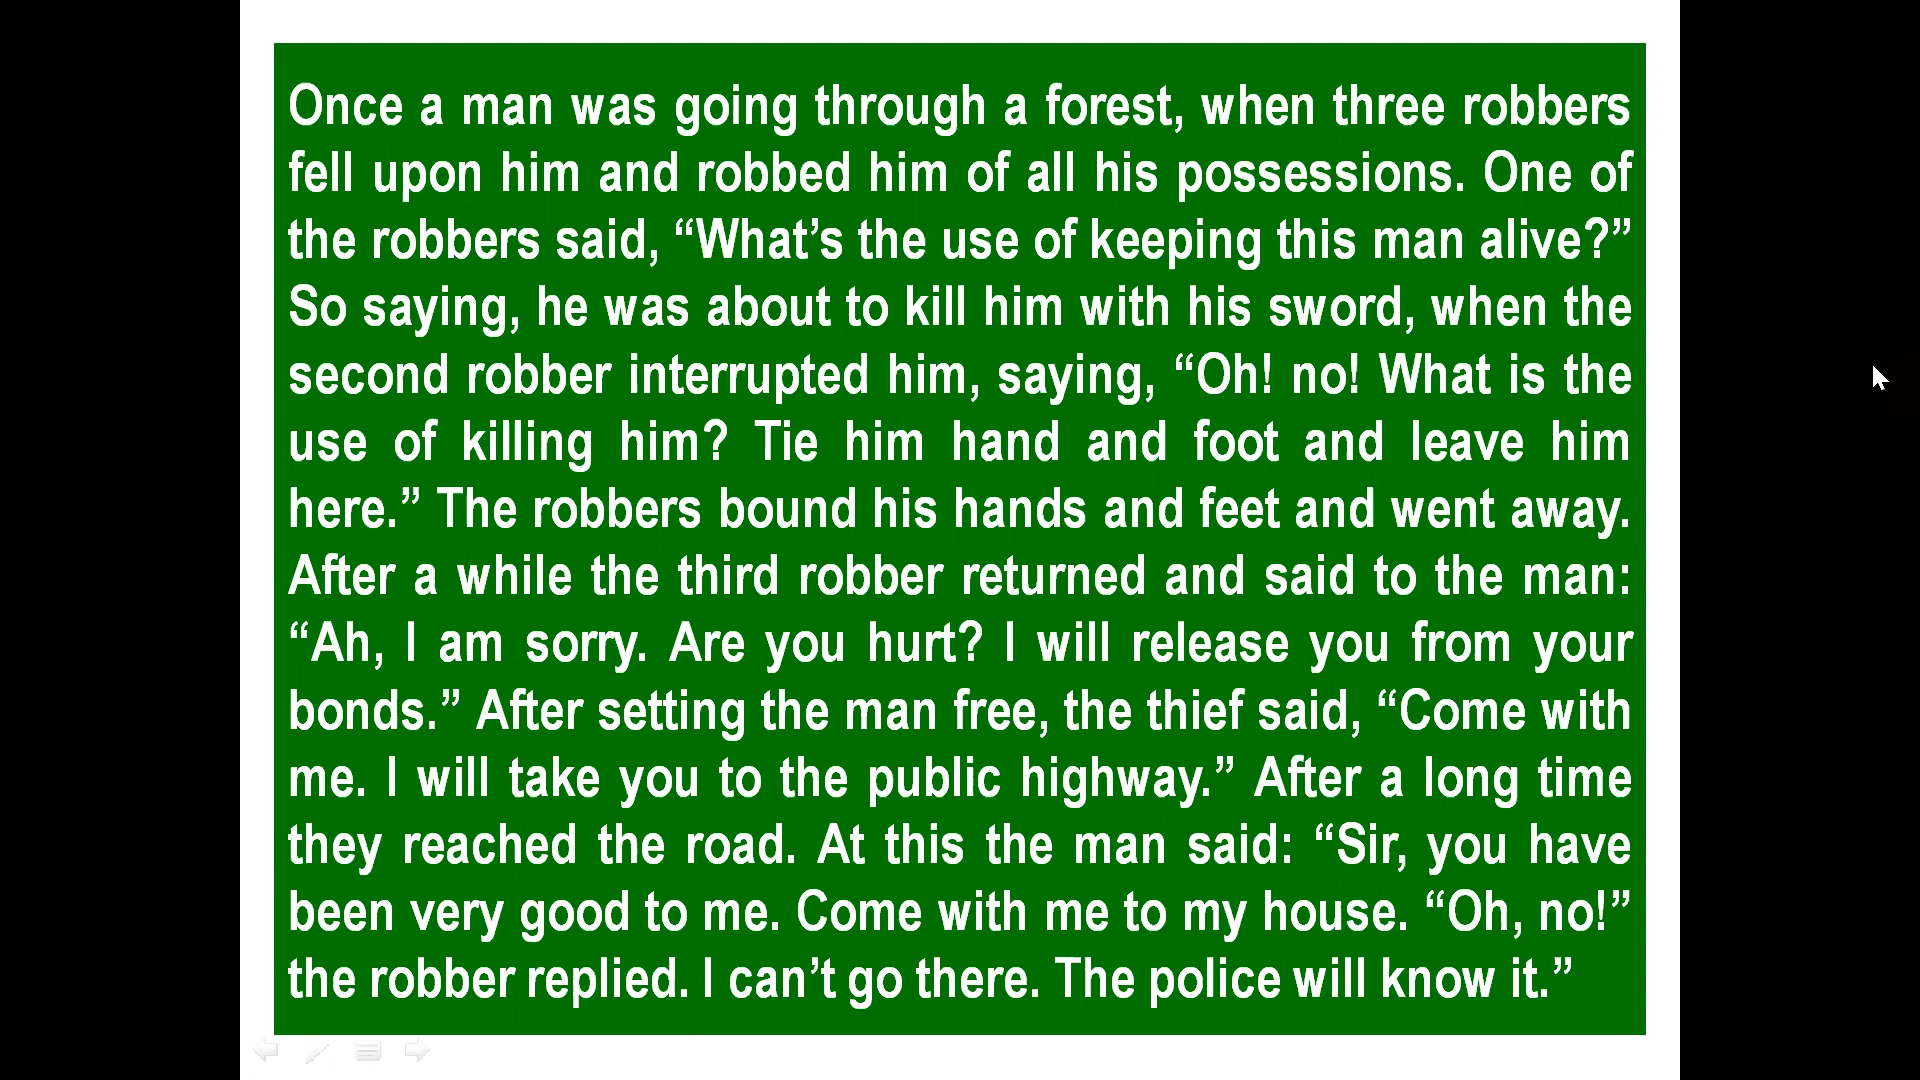 Once a man was going through a forest, when three robbers
fell upon him and robbed him of all his possessions. One of
the robbers said, “What’s the use of keeping this man alive?”
So saying, he was about to kill him with his sword, when the
second robber interrupted him, saying, “Oh! no! What is the
use of killing him? Tie him hand and foot and leave him
here.” The robbers bound his hands and feet and went away.
After a while the third robber returned and said to the man:
“Ah, I am sorry. Are you hurt? I will release you from your
bonds.” After setting the man free, the thief said, “Come with
me. I will take you to the public highway.” After a long time
they reached the road. At this the man said: “Sir, you have
been very good to me. Come with me to my house. “Oh, no!”
the robber replied. I can’t go there. The police will know it.”